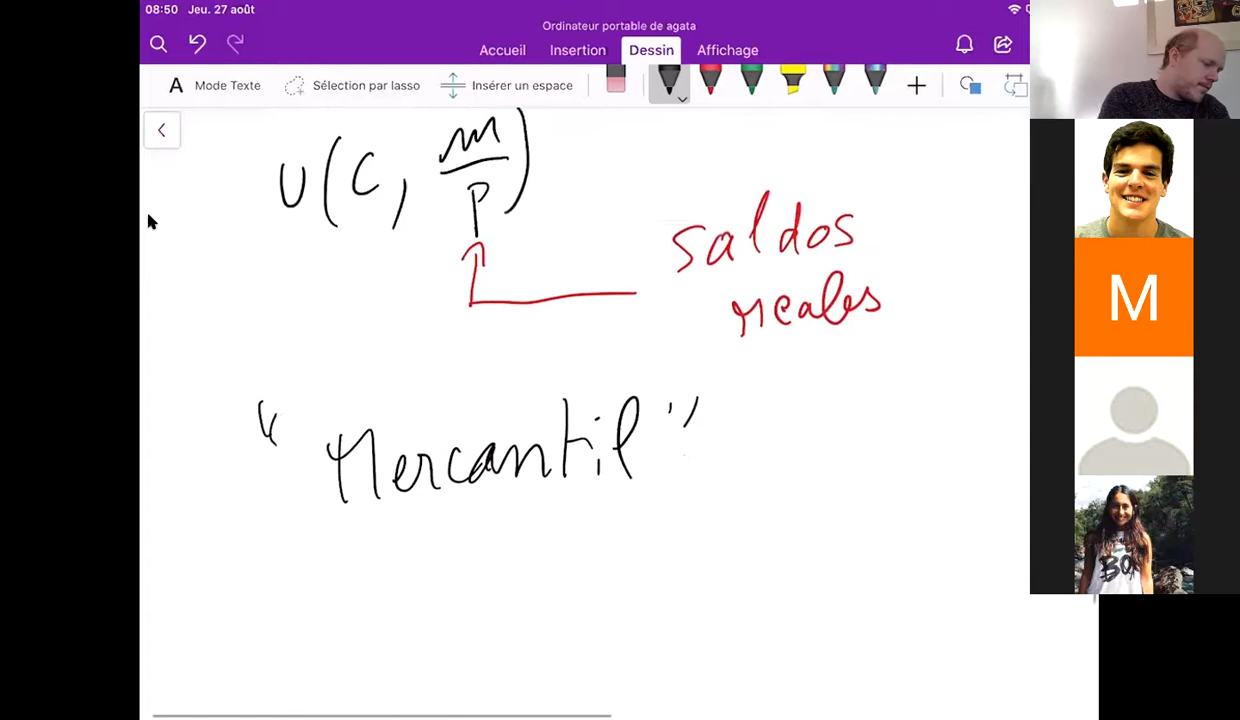 08:50 Jeu. 27 août
Ordinateur portable de agata
Accueil Insertion Dessin Affichage
A Mode Texte Sélection par lasso Insérer un espace
U(C, m/P)
saldos
reales
"Mercantil"
M
BO